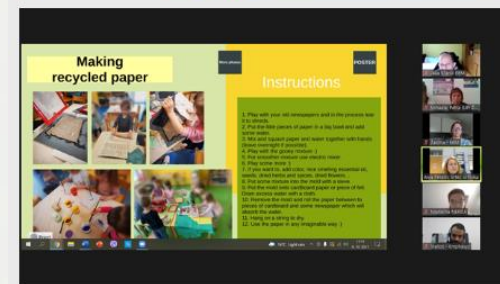 Making
recycled paper
More photos
POSTER
Instructions
1. Play with your old newspapers and in the process tear
it to shreds.
2. Put the little pieces of paper in a big bowl and add
some water.
3. Mix and squash paper and water together with hands
(leave overnight if possible).
4. Play with the gooey mixture :)
5. For smoother mixture use electric mixer.
6. Play some more :)
7. If you want to, add color, nice smelling essential oil,
seeds, dried herbs and spices, dried flowers.
8. Put some mixture into the mold with a sieve.
9. Put the mold onto cardboard paper or piece of felt.
Drain excess water with a cloth.
10. Remove the mold and roll the paper between
pieces of cardboard and some newspaper which will
absorb the water.
11. Hang on a string to dry.
12. Use the paper in any imaginable way :)